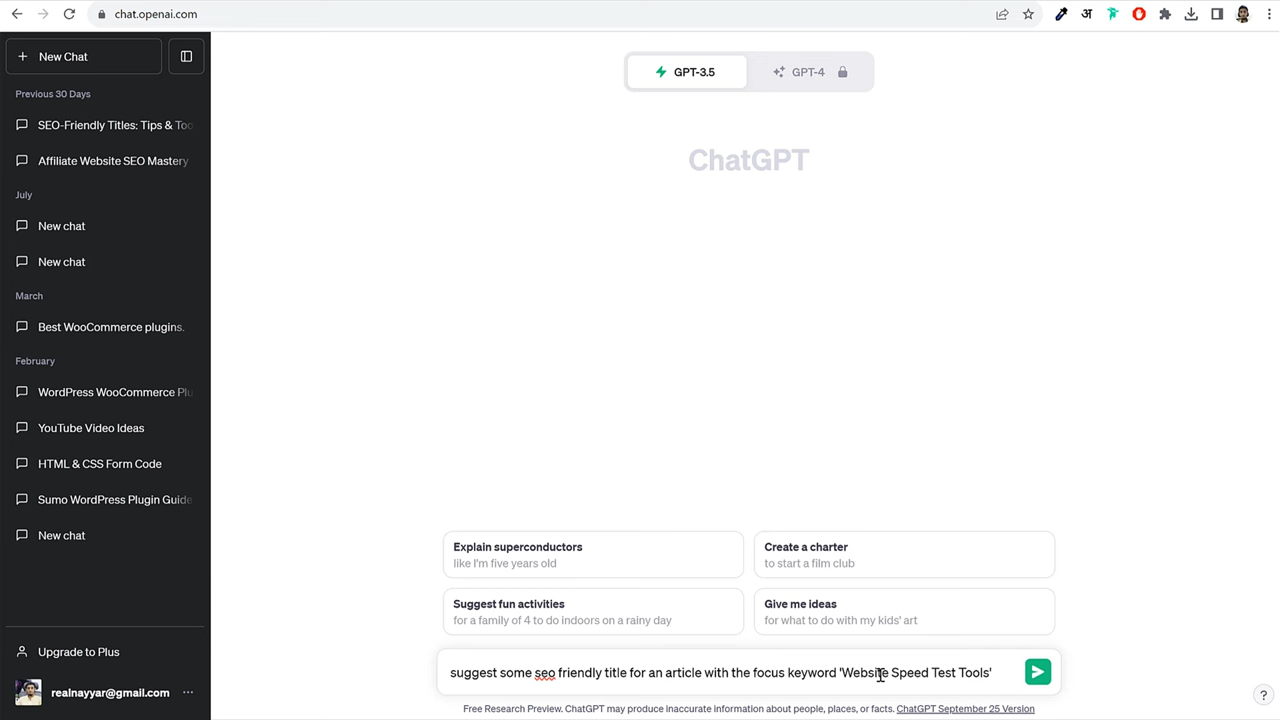 chat.openai.com
New Chat
Previous 30 Days
SEO-Friendly Titles: Tips & Too
Affiliate Website SEO Mastery
July
New chat
New chat
March
Best WooCommerce plugins.
February
WordPress WooCommerce Plu
YouTube Video Ideas
HTML & CSS Form Code
Sumo WordPress Plugin Guide
New chat
Upgrade to Plus
realnayyar@gmail.com
GPT-3.5
GPT-4
ChatGPT
Explain superconductors
like I'm five years old
Create a charter
to start a film club
Suggest fun activities
for a family of 4 to do indoors on a rainy day
Give me ideas
for what to do with my kids' art
suggest some seo friendly title for an article with the focus keyword 'Website Speed Test Tools'
Free Research Preview. ChatGPT may produce inaccurate information about people, places, or facts. ChatGPT September 25 Version
?